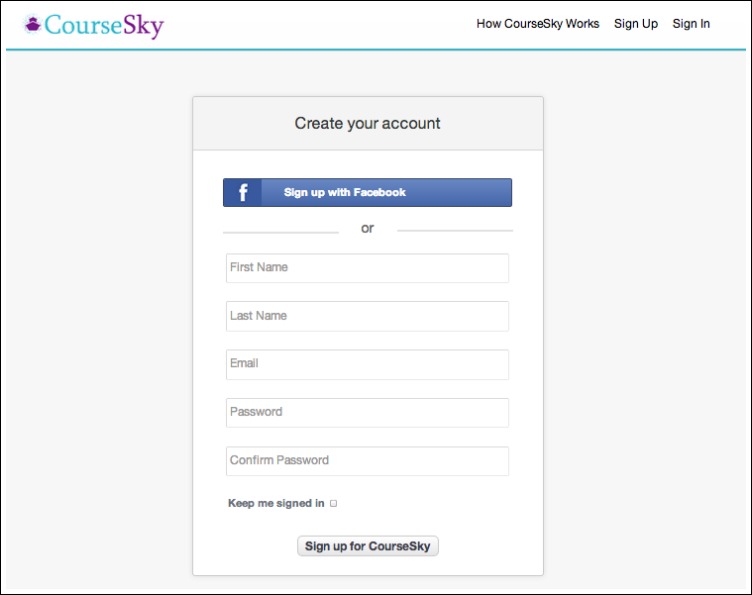 CourseSky
How CourseSky Works Sign Up Sign In
Create your account
f Sign up with Facebook
or
First Name
Last Name
Email
Password
Confirm Password
Keep me signed in
Sign up for CourseSky